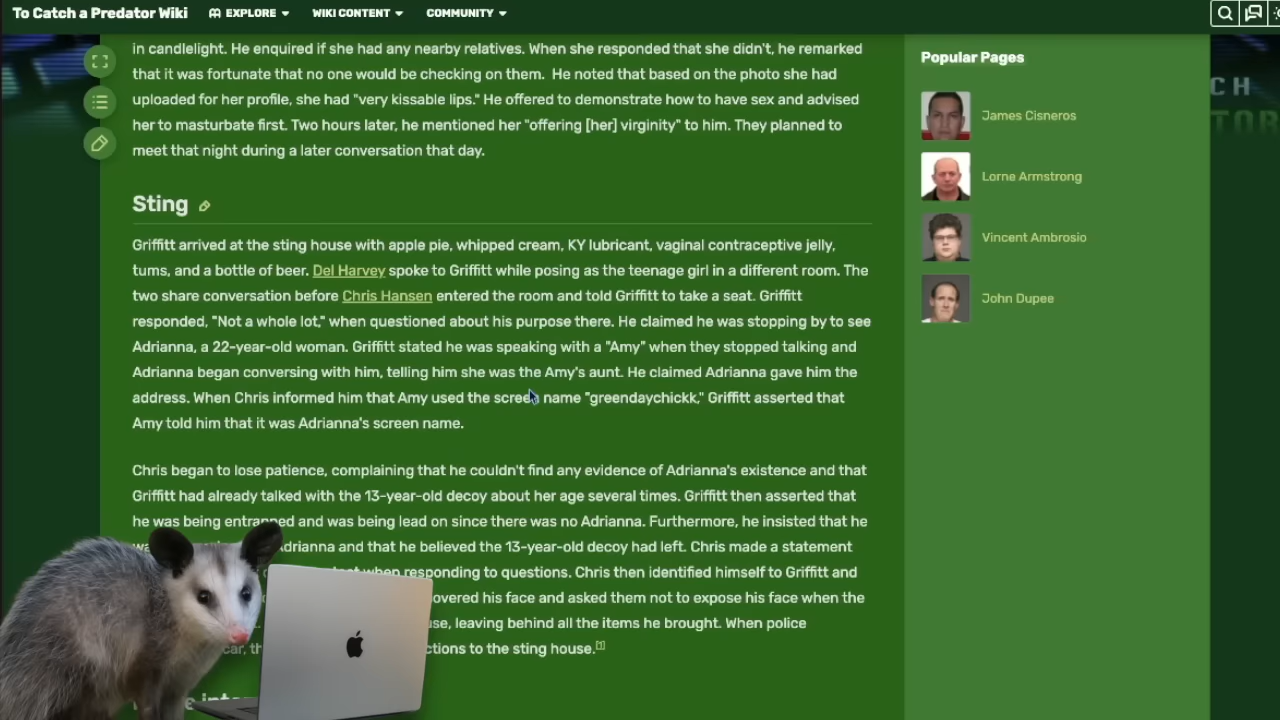 To Catch a Predator Wiki EXPLORE WIKI CONTENT COMMUNITY
in candlelight. He enquired if she had any nearby relatives. When she responded that she didn't, he remarked
that it was fortunate that no one would be checking on them. He noted that based on the photo she had
uploaded for her profile, she had "very kissable lips." He offered to demonstrate how to have sex and advised
her to masturbate first. Two hours later, he mentioned her "offering [her] virginity" to him. They planned to
meet that night during a later conversation that day.
Sting
Griffitt arrived at the sting house with apple pie, whipped cream, KY lubricant, vaginal contraceptive jelly,
tums, and a bottle of beer. Del Harvey spoke to Griffitt while posing as the teenage girl in a different room. The
two share conversation before Chris Hansen entered the room and told Griffitt to take a seat. Griffitt
responded, "Not a whole lot," when questioned about his purpose there. He claimed he was stopping by to see
Adrianna, a 22-year-old woman. Griffitt stated he was speaking with a "Amy" when they stopped talking and
Adrianna began conversing with him, telling him she was the Amy's aunt. He claimed Adrianna gave him the
address. When Chris informed him that Amy used the screen name "greendaychickk," Griffitt asserted that
Amy told him that it was Adrianna's screen name.
Chris began to lose patience, complaining that he couldn't find any evidence of Adrianna's existence and that
Griffitt had already talked with the 13-year-old decoy about her age several times. Griffitt then asserted that
he was being entrapped and was being lead on since there was no Adrianna. Furthermore, he insisted that he
Adrianna and that he believed the 13-year-old decoy had left. Chris made a statement
when responding to questions. Chris then identified himself to Griffitt and
covered his face and asked them not to expose his face when the
leaving behind all the items he brought. When police
car, to the sting house.[1]
Popular Pages
James Cisneros
Lorne Armstrong
Vincent Ambrosio
John Dupee
CH
TOR